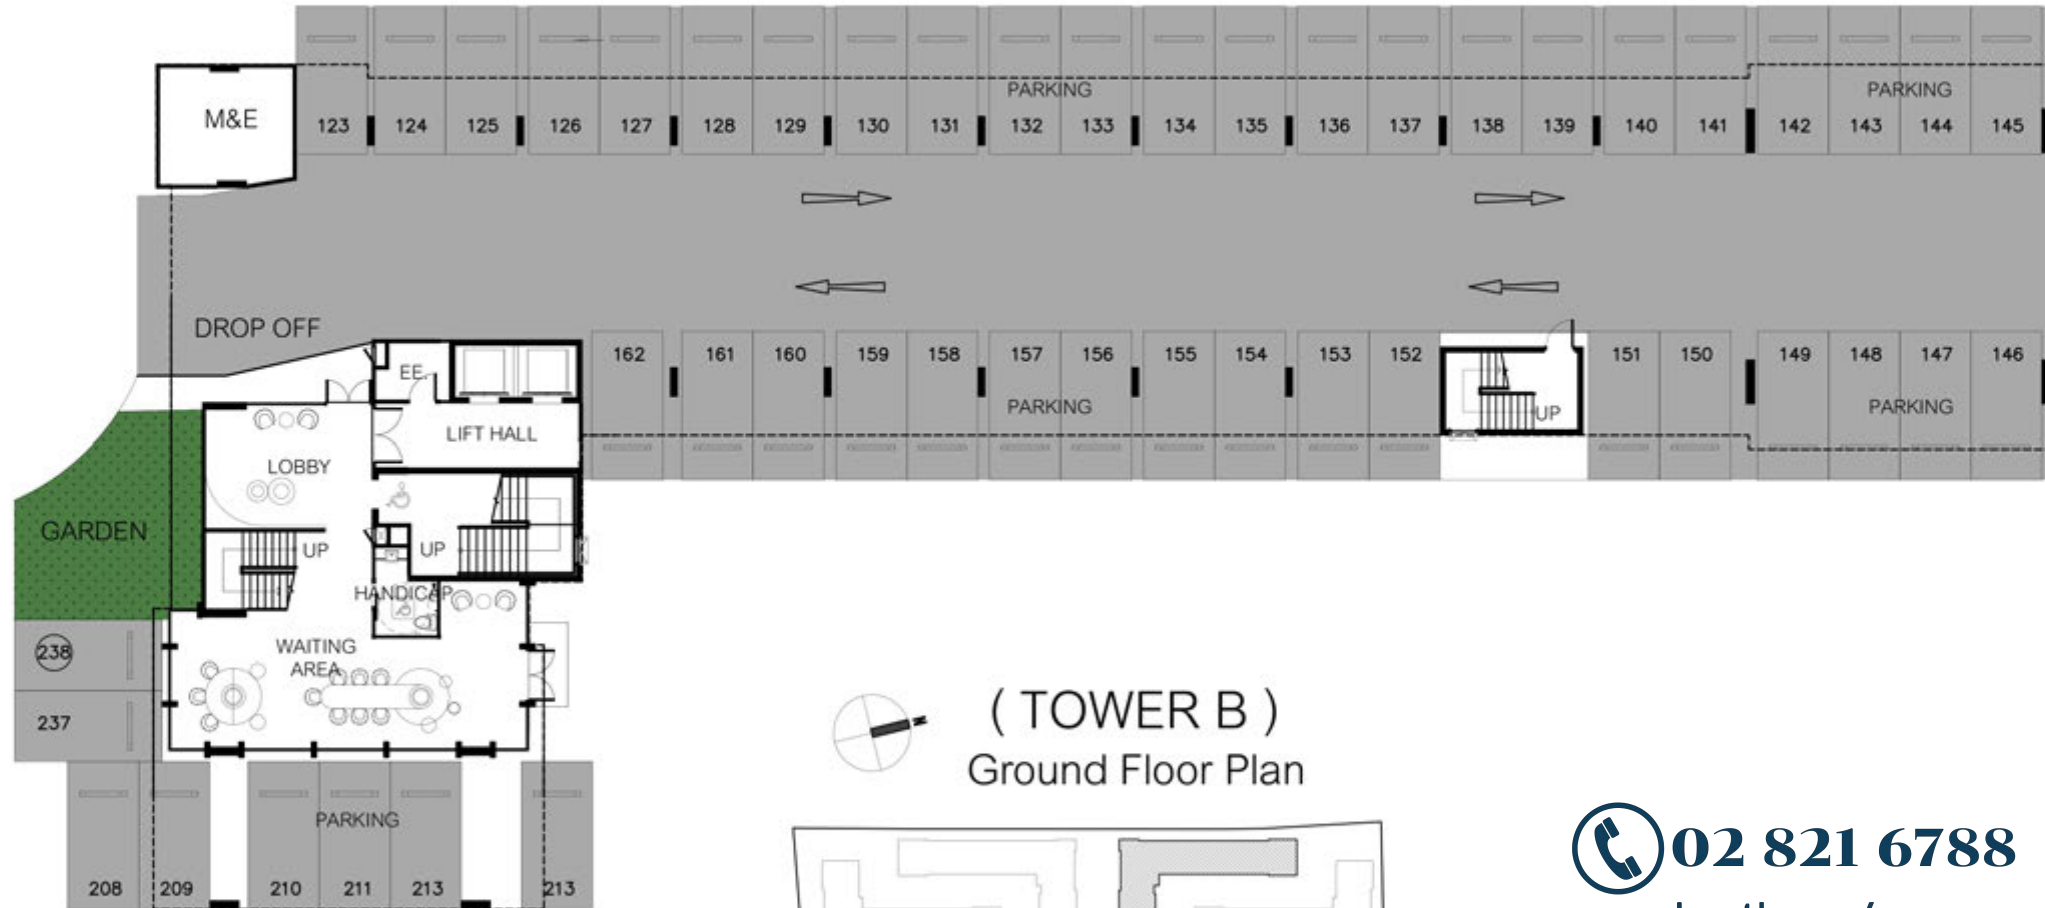 M&E
123 124 125 126 127 128 129 130 131 132 133 134 135 136 137 138 139 140 141 142 143 144 145
PARKING
PARKING
DROP OFF
162 161 160 159 158 157 156 155 154 153 152 151 150 149 148 147 146
PARKING
PARKING
UP
EE.
LIFT HALL
LOBBY
GARDEN
UP
UP
HANDICAP
WAITING
AREA
238
237
PARKING
208 209 210 211 213 213
N
( TOWER B )
Ground Floor Plan
02 821 6788